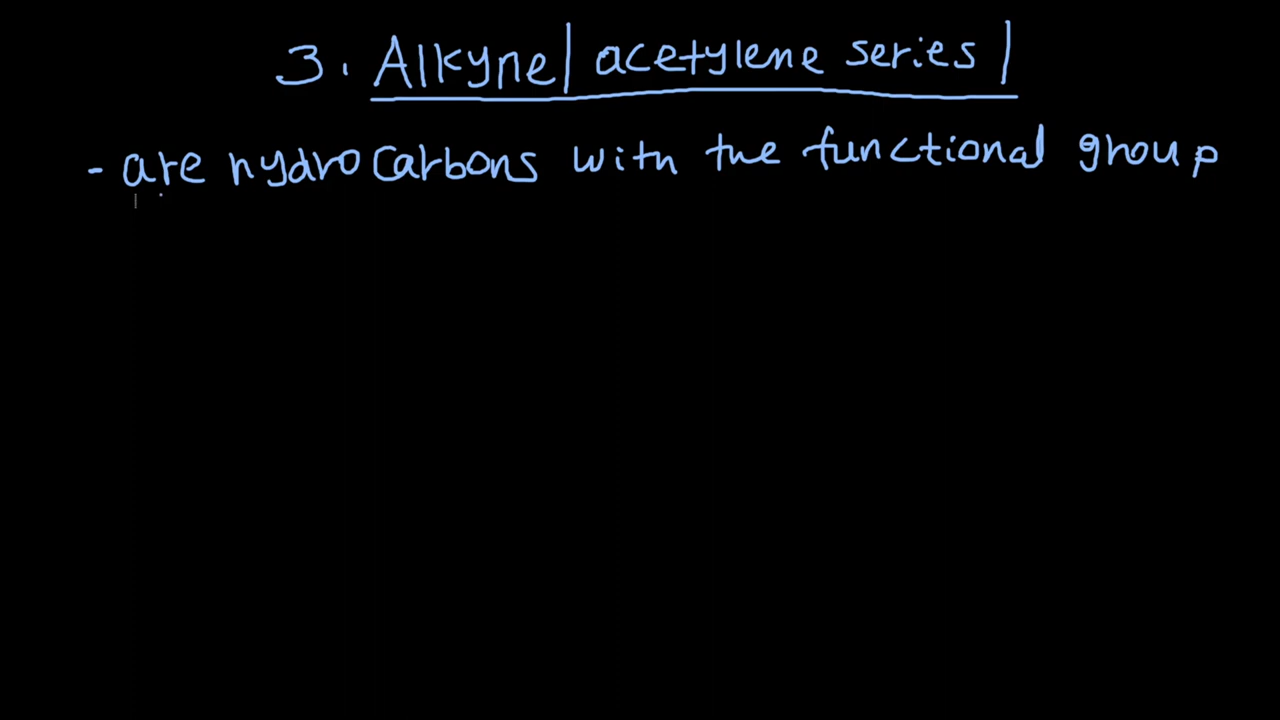 3. Alkyne| acetylene series|
- are hydrocarbons with the functional group